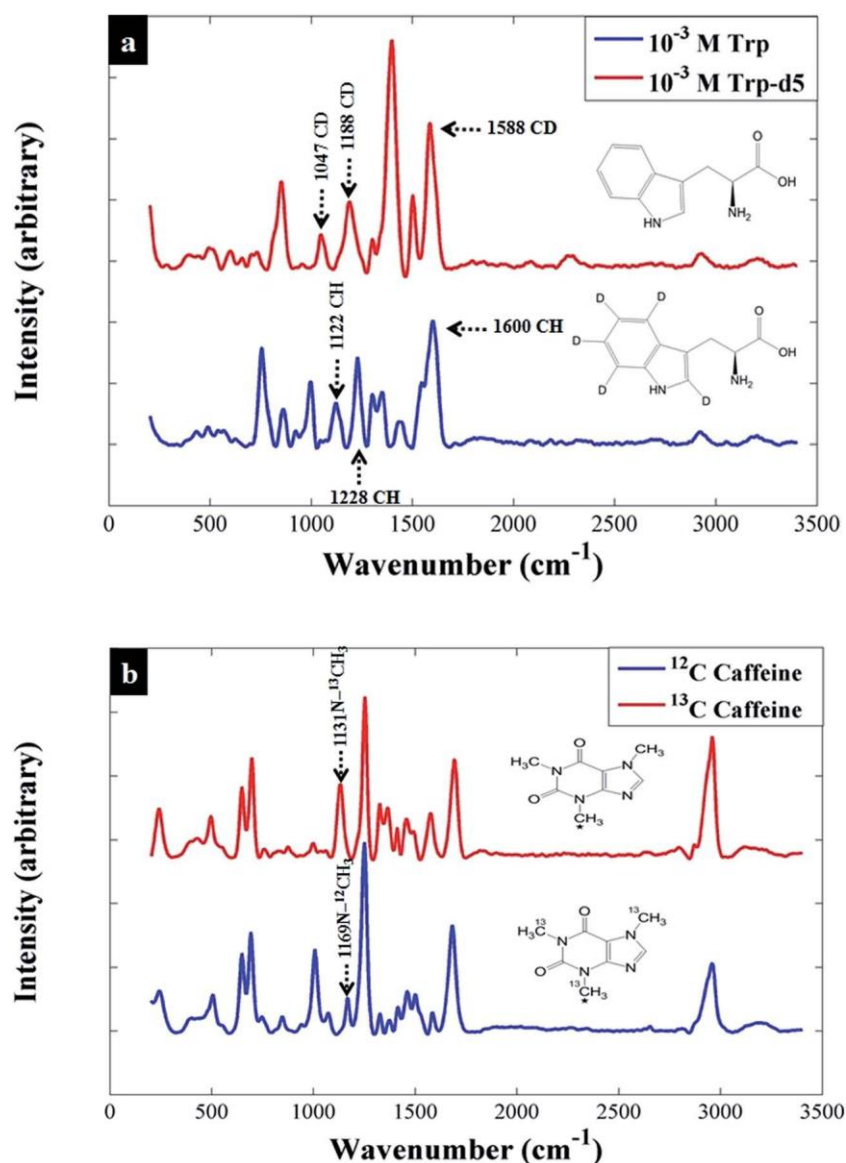 a
10⁻³ M Trp
10⁻³ M Trp-d5
1047 CD
1188 CD
1588 CD
O
OH
NH₂
HN
1122 CH
1600 CH
1228 CH
D
D
D
D
D
O
OH
NH₂
HN
Intensity (arbitrary)
0 500 1000 1500 2000 2500 3000 3500
Wavenumber (cm⁻¹)
b
¹²C Caffeine
¹³C Caffeine
1131N–¹³CH₃
O
CH₃
H₃C
N
N
O
N
N
CH₃
★
1169N–¹²CH₃
O
¹³CH₃
¹³
H₃C
N
N
O
N
N
¹³
CH₃
★
Intensity (arbitrary)
0 500 1000 1500 2000 2500 3000 3500
Wavenumber (cm⁻¹)